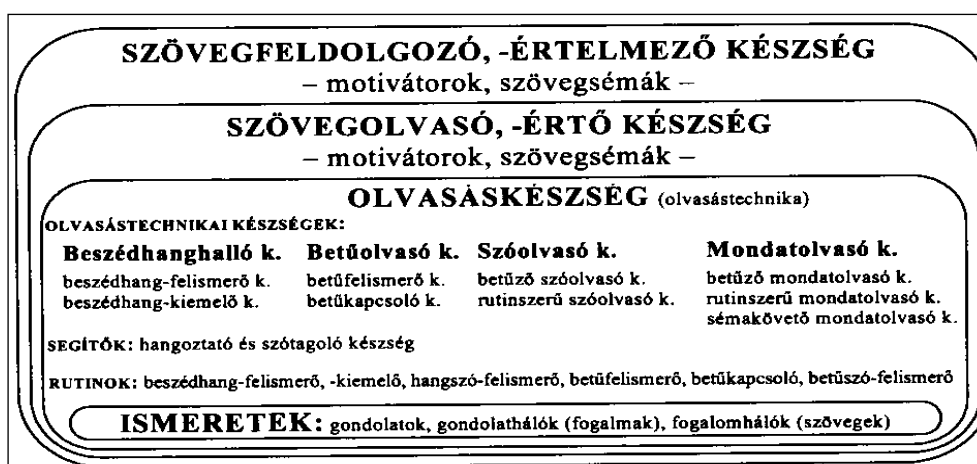 SZÖVEGFELDOLGOZÓ, -ÉRTELMEZŐ KÉSZSÉG
– motivátorok, szövegsémák –
SZÖVEGOLVASÓ, -ÉRTŐ KÉSZSÉG
– motivátorok, szövegsémák –
OLVASÁSKÉSZSÉG (olvasástechnika)
OLVASÁSTECHNIKAI KÉSZSÉGEK:
Beszédhanghalló k. Betűolvasó k. Szóolvasó k. Mondatolvasó k.
beszédhang-felismerő k. betűfelismerő k. betűző szóolvasó k. betűző mondatolvasó k.
beszédhang-kiemelő k. betűkapcsoló k. rutinszerű szóolvasó k. rutinszerű mondatolvasó k.
sémakövető mondatolvasó k.
SEGÍTŐK: hangoztató és szótagoló készség
RUTINOK: beszédhang-felismerő, -kiemelő, hangszó-felismerő, betűfelismerő, betűkapcsoló, betűszó-felismerő
ISMERETEK: gondolatok, gondolathálók (fogalmak), fogalomhálók (szövegek)